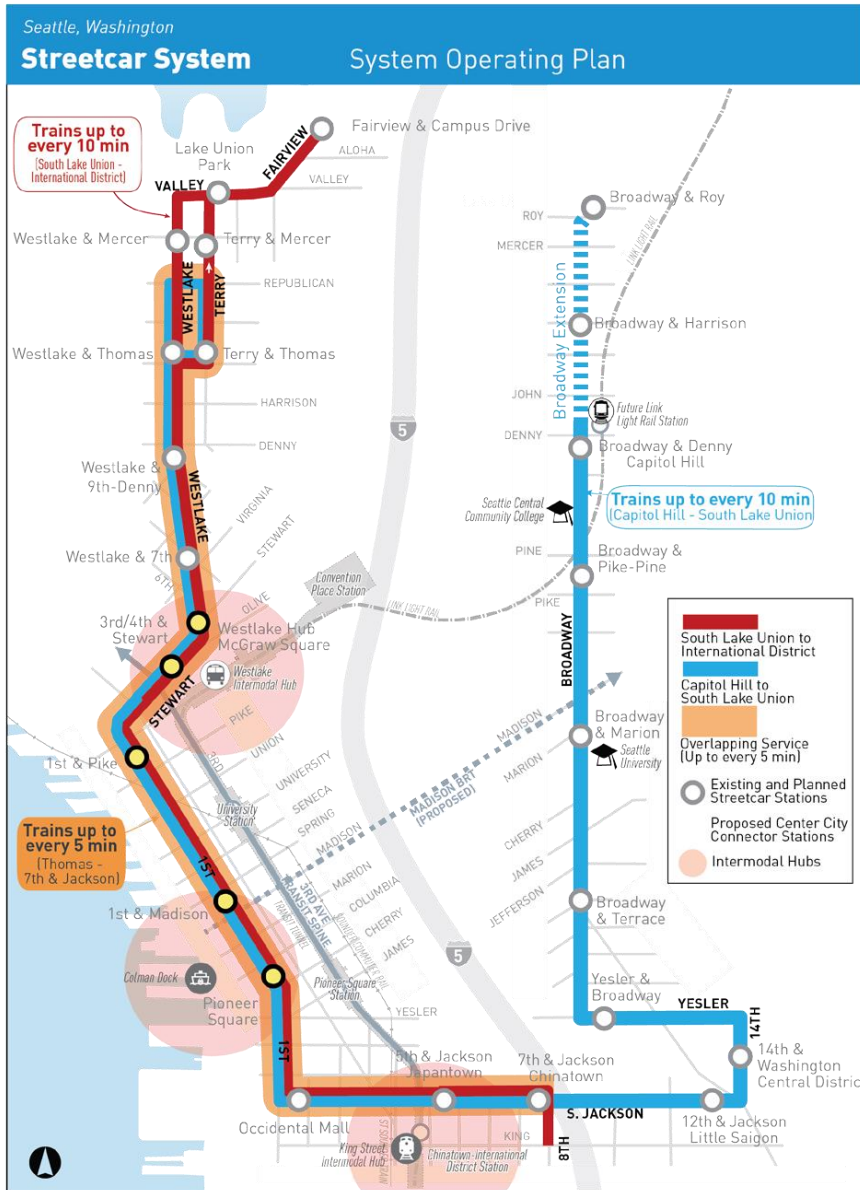 Seattle, Washington
Streetcar System
System Operating Plan
Trains up to
every 10 min
(South Lake Union -
International District)
Fairview & Campus Drive
FAIRVIEW
ALOHA
VALLEY
Lake Union
Park
VALLEY
Broadway & Roy
ROY
MERCER
LINK LIGHT RAIL
Westlake & Mercer
Terry & Mercer
WESTLAKE
TERRY
REPUBLICAN
Broadway Extension
Broadway & Harrison
Westlake & Thomas
Terry & Thomas
HARRISON
JOHN
Future Link
Light Rail Station
DENNY
DENNY
Broadway & Denny
Capitol Hill
Westlake &
9th-Denny
WESTLAKE
VIRGINIA
STEWART
Seattle Central
Community College
Trains up to every 10 min
(Capitol Hill - South Lake Union
5
Westlake & 7th
6TH
PINE
Broadway &
Pike-Pine
PIKE
Convention
Place Station
LINK LIGHT RAIL
OLIVE
3rd/4th &
Stewart
Westlake Hub
McGraw Square
Westlake
Intermodal Hub
STEWART
BROADWAY
South Lake Union to
International District
Capitol Hill to
South Lake Union
Overlapping Service
(Up to every 5 min)
Existing and Planned
Streetcar Stations
Proposed Center City
Connector Stations
Intermodal Hubs
PIKE
3RD
UNION
UNIVERSITY
SENECA
SPRING
MADISON
1st & Pike
University
Station
MADISON
MARION
MADISON BRT
(PROPOSED)
Broadway
& Marion
Seattle
University
Trains up to
every 5 min
(Thomas -
7th & Jackson)
1ST
1st & Madison
3RD AVE
TRANSIT SPINE
TRANSIT TUNNEL
MARION
COLUMBIA
CHERRY
JAMES
CHERRY
JAMES
JEFFERSON
Broadway
& Terrace
Colman Dock
Pioneer
Square
Pioneer Square
Station
5
YESLER
Yesler &
Broadway
YESLER
14TH
14th &
Washington
Central District
1ST
5th & Jackson
Japantown
7th & Jackson
Chinatown
Occidental Mall
S. JACKSON
12th & Jackson
Little Saigon
KING
8TH
King Street
Intermodal Hub
Chinatown-International
District Station